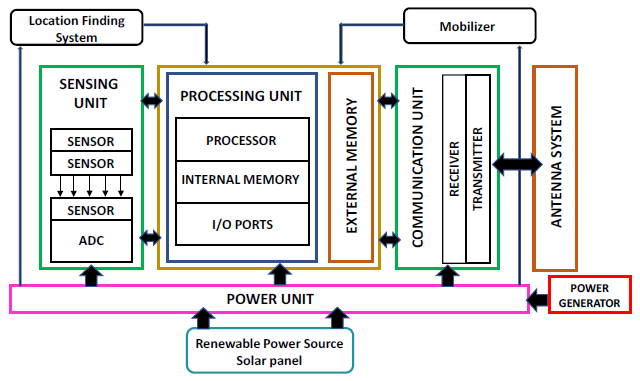 Location Finding
System
Mobilizer
SENSING
UNIT
SENSOR
SENSOR
SENSOR
ADC
PROCESSING UNIT
PROCESSOR
INTERNAL MEMORY
I/O PORTS
EXTERNAL MEMORY
COMMUNICATION UNIT
RECEIVER
TRANSMITTER
ANTENNA SYSTEM
POWER UNIT
POWER
GENERATOR
Renewable Power Source
Solar panel